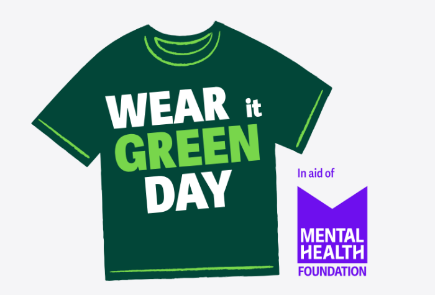 WEAR it
GREEN
DAY
In aid of
MENTAL
HEALTH
FOUNDATION